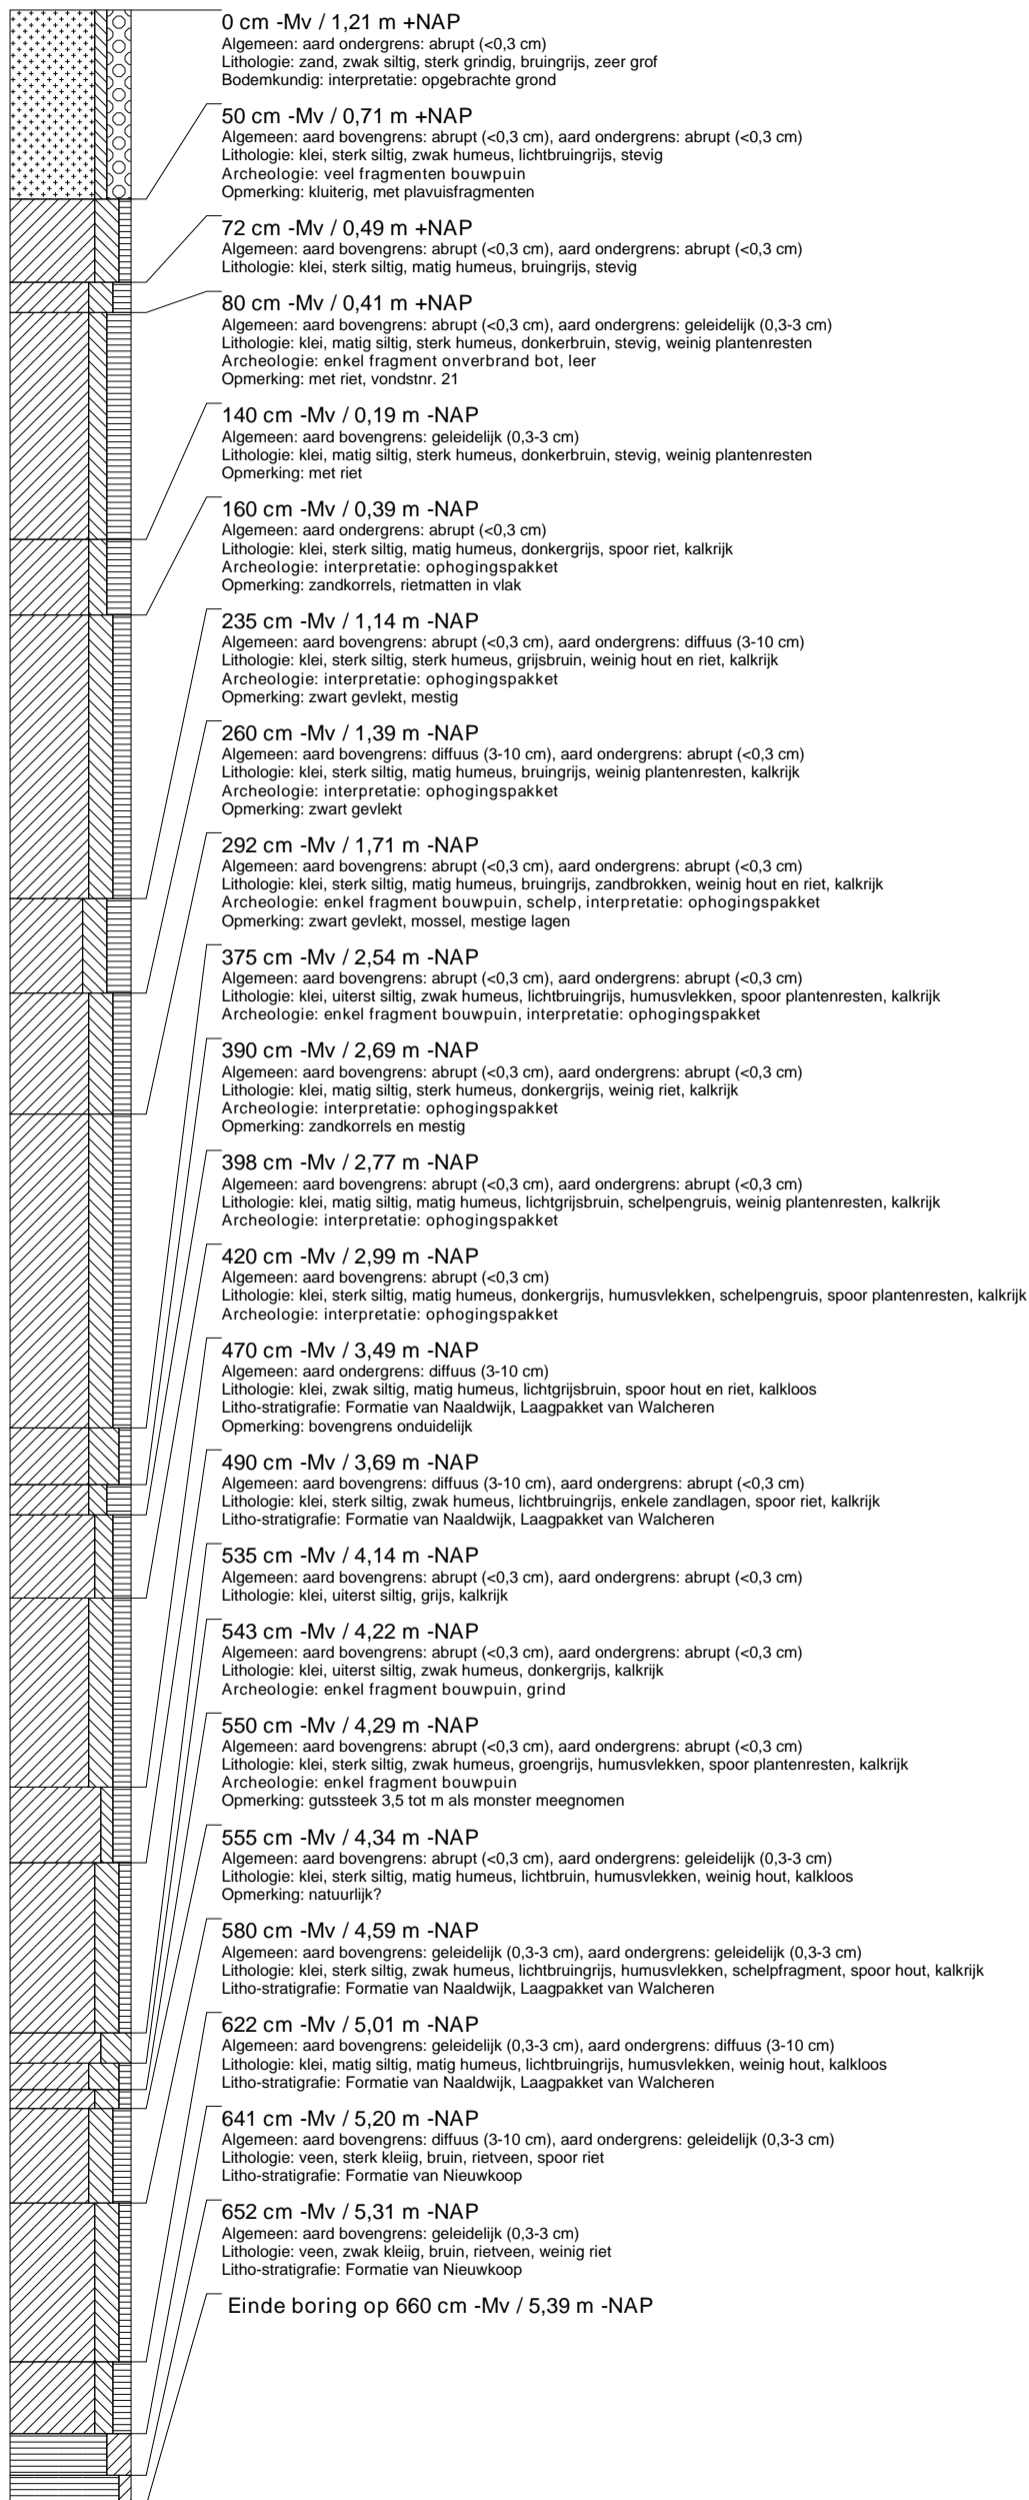 0 cm -Mv / 1,21 m +NAP
Algemeen: aard ondergrens: abrupt (<0,3 cm)
Lithologie: zand, zwak siltig, sterk grindig, bruingrijs, zeer grof
Bodemkundig: interpretatie: opgebrachte grond
50 cm -Mv / 0,71 m +NAP
Algemeen: aard bovengrens: abrupt (<0,3 cm), aard ondergrens: abrupt (<0,3 cm)
Lithologie: klei, sterk siltig, zwak humeus, lichtbruingrijs, stevig
Archeologie: veel fragmenten bouwpuin
Opmerking: kluiterig, met plavuisfragmenten
72 cm -Mv / 0,49 m +NAP
Algemeen: aard bovengrens: abrupt (<0,3 cm), aard ondergrens: abrupt (<0,3 cm)
Lithologie: klei, sterk siltig, matig humeus, bruingrijs, stevig
80 cm -Mv / 0,41 m +NAP
Algemeen: aard bovengrens: abrupt (<0,3 cm), aard ondergrens: geleidelijk (0,3-3 cm)
Lithologie: klei, matig siltig, sterk humeus, donkerbruin, stevig, weinig plantenresten
Archeologie: enkel fragment onverbrand bot, leer
Opmerking: met riet, vondstnr. 21
140 cm -Mv / 0,19 m -NAP
Algemeen: aard bovengrens: geleidelijk (0,3-3 cm)
Lithologie: klei, matig siltig, sterk humeus, donkerbruin, stevig, weinig plantenresten
Opmerking: met riet
160 cm -Mv / 0,39 m -NAP
Algemeen: aard ondergrens: abrupt (<0,3 cm)
Lithologie: klei, sterk siltig, matig humeus, donkergrijs, spoor riet, kalkrijk
Archeologie: interpretatie: ophogingspakket
Opmerking: zandkorrels, rietmatten in vlak
235 cm -Mv / 1,14 m -NAP
Algemeen: aard bovengrens: abrupt (<0,3 cm), aard ondergrens: diffuus (3-10 cm)
Lithologie: klei, sterk siltig, sterk humeus, grijsbruin, weinig hout en riet, kalkrijk
Archeologie: interpretatie: ophogingspakket
Opmerking: zwart gevlekt, mestig
260 cm -Mv / 1,39 m -NAP
Algemeen: aard bovengrens: diffuus (3-10 cm), aard ondergrens: abrupt (<0,3 cm)
Lithologie: klei, sterk siltig, matig humeus, bruingrijs, weinig plantenresten, kalkrijk
Archeologie: interpretatie: ophogingspakket
Opmerking: zwart gevlekt
292 cm -Mv / 1,71 m -NAP
Algemeen: aard bovengrens: abrupt (<0,3 cm), aard ondergrens: abrupt (<0,3 cm)
Lithologie: klei, sterk siltig, matig humeus, bruingrijs, zandbrokken, weinig hout en riet, kalkrijk
Archeologie: enkel fragment bouwpuin, schelp, interpretatie: ophogingspakket
Opmerking: zwart gevlekt, mossel, mestige lagen
375 cm -Mv / 2,54 m -NAP
Algemeen: aard bovengrens: abrupt (<0,3 cm), aard ondergrens: abrupt (<0,3 cm)
Lithologie: klei, uiterst siltig, zwak humeus, lichtbruingrijs, humusvlekken, spoor plantenresten, kalkrijk
Archeologie: enkel fragment bouwpuin, interpretatie: ophogingspakket
390 cm -Mv / 2,69 m -NAP
Algemeen: aard bovengrens: abrupt (<0,3 cm), aard ondergrens: abrupt (<0,3 cm)
Lithologie: klei, matig siltig, sterk humeus, donkergrijs, weinig riet, kalkrijk
Archeologie: interpretatie: ophogingspakket
Opmerking: zandkorrels en mestig
398 cm -Mv / 2,77 m -NAP
Algemeen: aard bovengrens: abrupt (<0,3 cm), aard ondergrens: abrupt (<0,3 cm)
Lithologie: klei, matig siltig, matig humeus, lichtgrijsbruin, schelpengruis, weinig plantenresten, kalkrijk
Archeologie: interpretatie: ophogingspakket
420 cm -Mv / 2,99 m -NAP
Algemeen: aard bovengrens: abrupt (<0,3 cm)
Lithologie: klei, sterk siltig, matig humeus, donkergrijs, humusvlekken, schelpengruis, spoor plantenresten, kalkrijk
Archeologie: interpretatie: ophogingspakket
470 cm -Mv / 3,49 m -NAP
Algemeen: aard ondergrens: diffuus (3-10 cm)
Lithologie: klei, zwak siltig, matig humeus, lichtgrijsbruin, spoor hout en riet, kalkloos
Litho-stratigrafie: Formatie van Naaldwijk, Laagpakket van Walcheren
Opmerking: bovengrens onduidelijk
490 cm -Mv / 3,69 m -NAP
Algemeen: aard bovengrens: diffuus (3-10 cm), aard ondergrens: abrupt (<0,3 cm)
Lithologie: klei, sterk siltig, zwak humeus, lichtbruingrijs, enkele zandlagen, spoor riet, kalkrijk
Litho-stratigrafie: Formatie van Naaldwijk, Laagpakket van Walcheren
535 cm -Mv / 4,14 m -NAP
Algemeen: aard bovengrens: abrupt (<0,3 cm), aard ondergrens: abrupt (<0,3 cm)
Lithologie: klei, uiterst siltig, grijs, kalkrijk
543 cm -Mv / 4,22 m -NAP
Algemeen: aard bovengrens: abrupt (<0,3 cm), aard ondergrens: abrupt (<0,3 cm)
Lithologie: klei, uiterst siltig, zwak humeus, donkergrijs, kalkrijk
Archeologie: enkel fragment bouwpuin, grind
550 cm -Mv / 4,29 m -NAP
Algemeen: aard bovengrens: abrupt (<0,3 cm), aard ondergrens: abrupt (<0,3 cm)
Lithologie: klei, sterk siltig, zwak humeus, groengrijs, humusvlekken, spoor plantenresten, kalkrijk
Archeologie: enkel fragment bouwpuin
Opmerking: gutssteek 3,5 tot m als monster meegnomen
555 cm -Mv / 4,34 m -NAP
Algemeen: aard bovengrens: abrupt (<0,3 cm), aard ondergrens: geleidelijk (0,3-3 cm)
Lithologie: klei, sterk siltig, matig humeus, lichtbruin, humusvlekken, weinig hout, kalkloos
Opmerking: natuurlijk?
580 cm -Mv / 4,59 m -NAP
Algemeen: aard bovengrens: geleidelijk (0,3-3 cm), aard ondergrens: geleidelijk (0,3-3 cm)
Lithologie: klei, sterk siltig, zwak humeus, lichtbruingrijs, humusvlekken, schelpfragment, spoor hout, kalkrijk
Litho-stratigrafie: Formatie van Naaldwijk, Laagpakket van Walcheren
622 cm -Mv / 5,01 m -NAP
Algemeen: aard bovengrens: geleidelijk (0,3-3 cm), aard ondergrens: diffuus (3-10 cm)
Lithologie: klei, matig siltig, matig humeus, lichtbruingrijs, humusvlekken, weinig hout, kalkloos
Litho-stratigrafie: Formatie van Naaldwijk, Laagpakket van Walcheren
641 cm -Mv / 5,20 m -NAP
Algemeen: aard bovengrens: diffuus (3-10 cm), aard ondergrens: geleidelijk (0,3-3 cm)
Lithologie: veen, sterk kleiig, bruin, rietveen, spoor riet
Litho-stratigrafie: Formatie van Nieuwkoop
652 cm -Mv / 5,31 m -NAP
Algemeen: aard bovengrens: geleidelijk (0,3-3 cm)
Lithologie: veen, zwak kleiig, bruin, rietveen, weinig riet
Litho-stratigrafie: Formatie van Nieuwkoop
Einde boring op 660 cm -Mv / 5,39 m -NAP